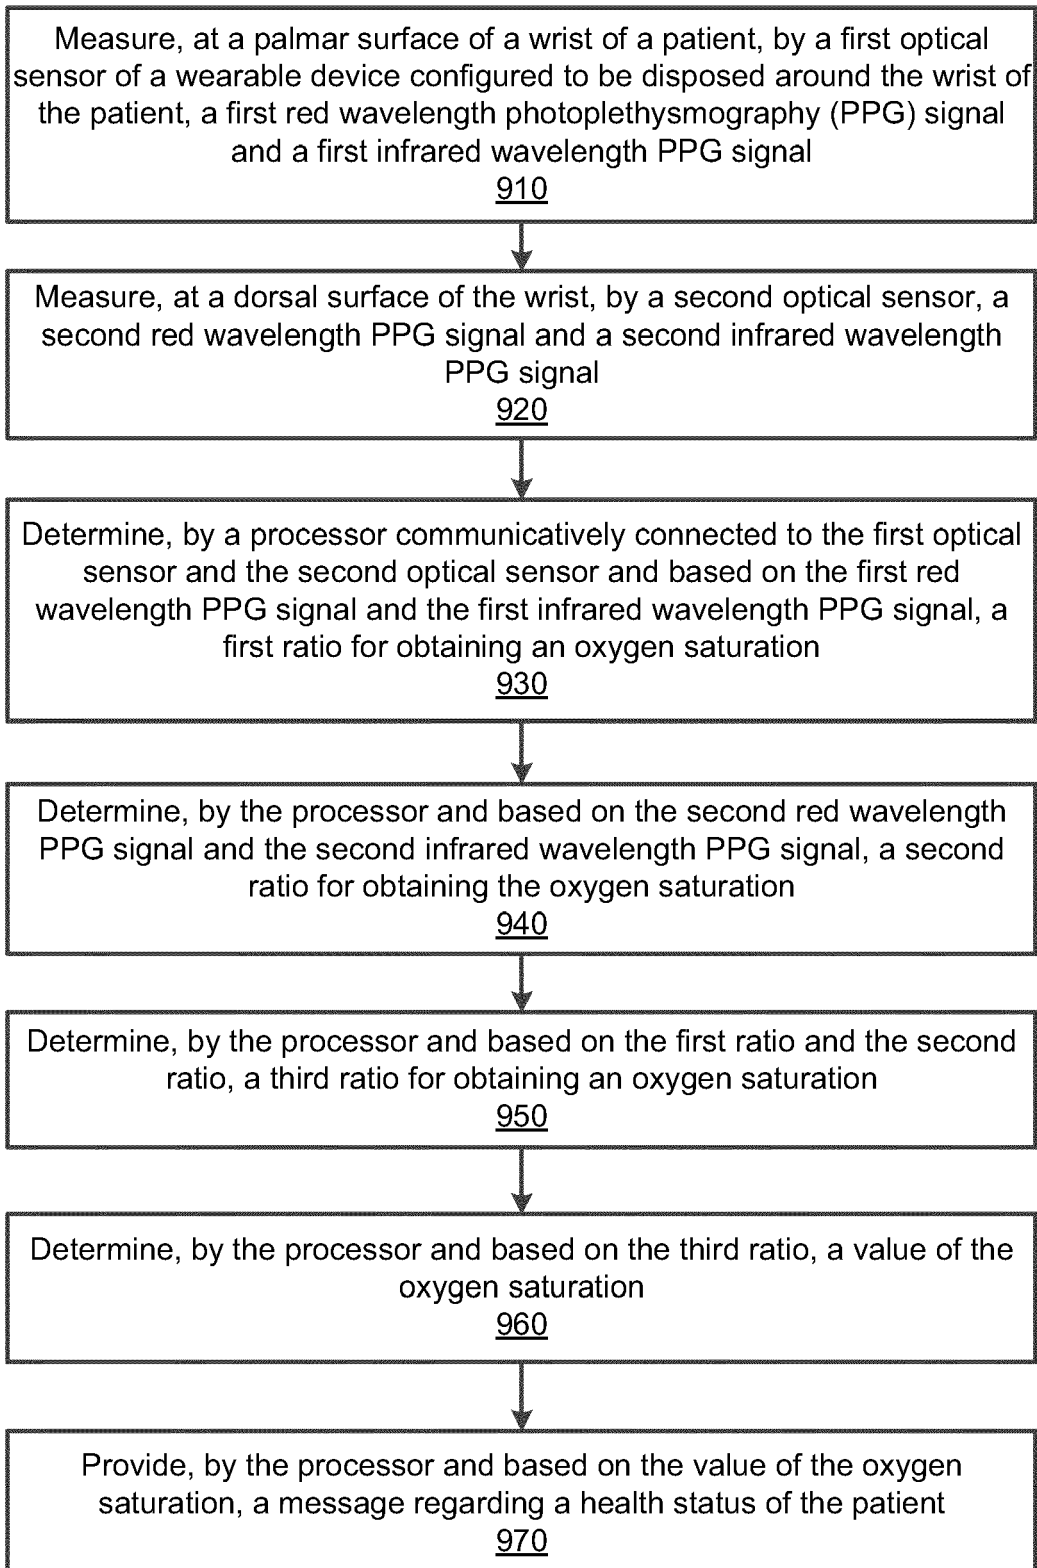 Measure, at a palmar surface of a wrist of a patient, by a first optical
sensor of a wearable device configured to be disposed around the wrist of
the patient, a first red wavelength photoplethysmography (PPG) signal
and a first infrared wavelength PPG signal
910
Measure, at a dorsal surface of the wrist, by a second optical sensor, a
second red wavelength PPG signal and a second infrared wavelength
PPG signal
920
Determine, by a processor communicatively connected to the first optical
sensor and the second optical sensor and based on the first red
wavelength PPG signal and the first infrared wavelength PPG signal, a
first ratio for obtaining an oxygen saturation
930
Determine, by the processor and based on the second red wavelength
PPG signal and the second infrared wavelength PPG signal, a second
ratio for obtaining the oxygen saturation
940
Determine, by the processor and based on the first ratio and the second
ratio, a third ratio for obtaining an oxygen saturation
950
Determine, by the processor and based on the third ratio, a value of the
oxygen saturation
960
Provide, by the processor and based on the value of the oxygen
saturation, a message regarding a health status of the patient
970